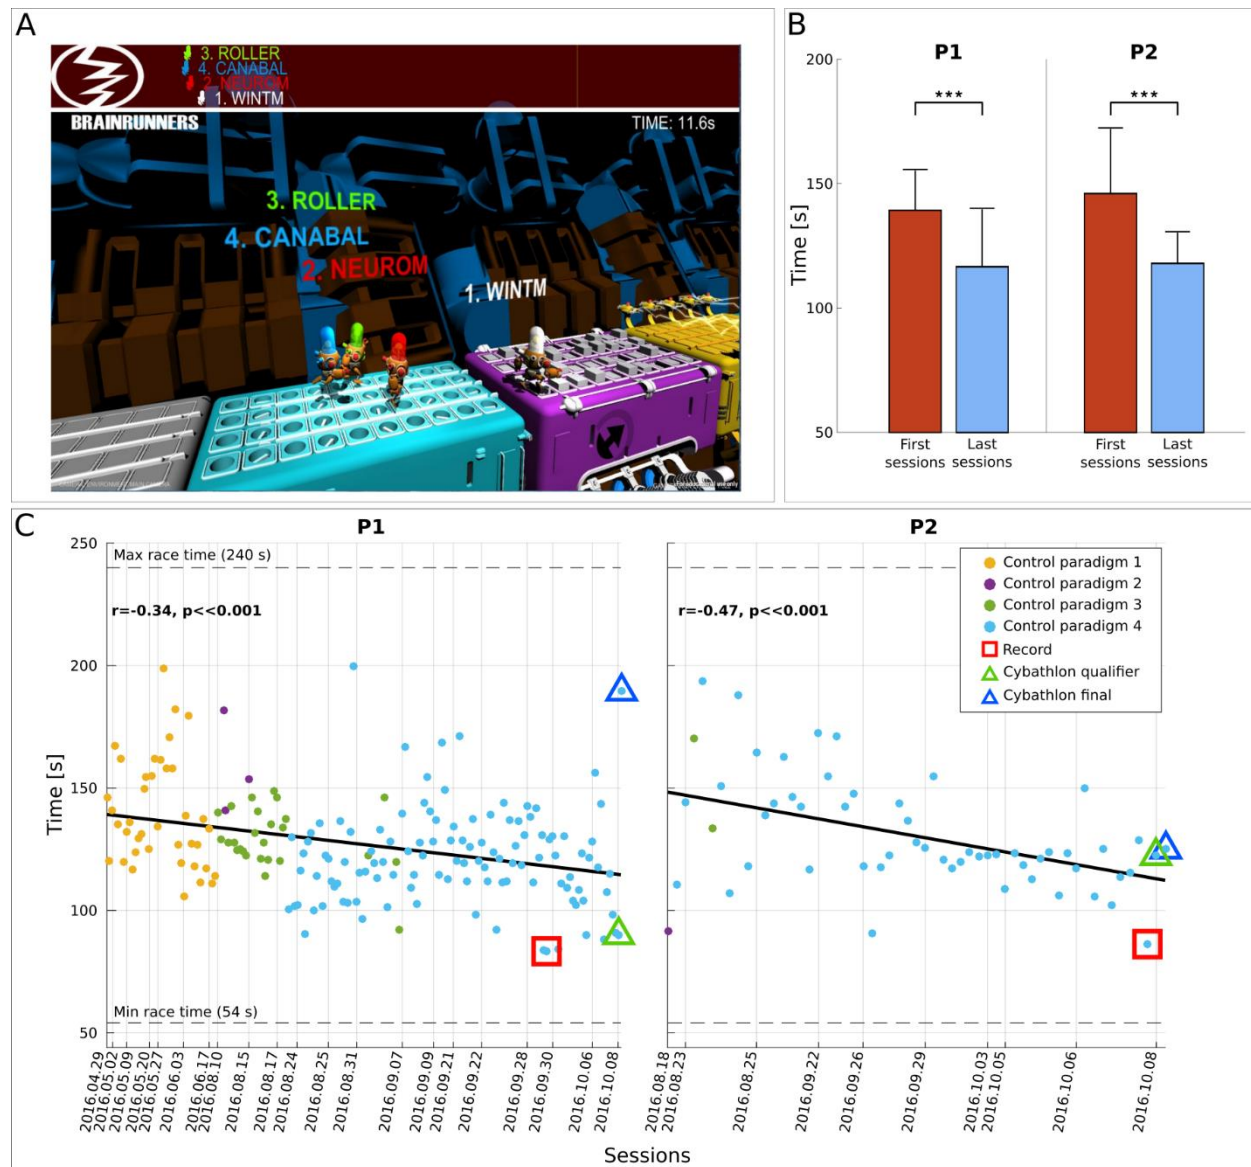 A
3. ROLLER
4. CANABAL
2. NEUROM
1. WINTM
BRAINRUNNERS
TIME: 11.6s
3. ROLLER
4. CANABAL
2. NEUROM
1. WINTM
B
P1
P2
200
150
100
50
Time [s]
***
***
First sessions
Last sessions
First sessions
Last sessions
C
P1
P2
250
200
150
100
50
Time [s]
Max race time (240 s)
r=-0.34, p<<0.001
Min race time (54 s)
r=-0.47, p<<0.001
Control paradigm 1
Control paradigm 2
Control paradigm 3
Control paradigm 4
Record
Cybathlon qualifier
Cybathlon final
2016.04.29
2016.05.02
2016.05.09
2016.05.20
2016.05.27
2016.06.03
2016.06.17
2016.08.10
2016.08.15
2016.08.17
2016.08.24
2016.08.25
2016.08.31
2016.09.07
2016.09.09
2016.09.21
2016.09.22
2016.09.28
2016.09.30
2016.10.06
2016.10.08
2016.08.18
2016.08.23
2016.08.25
2016.09.22
2016.09.26
2016.09.29
2016.10.03
2016.10.05
2016.10.06
2016.10.08
Sessions